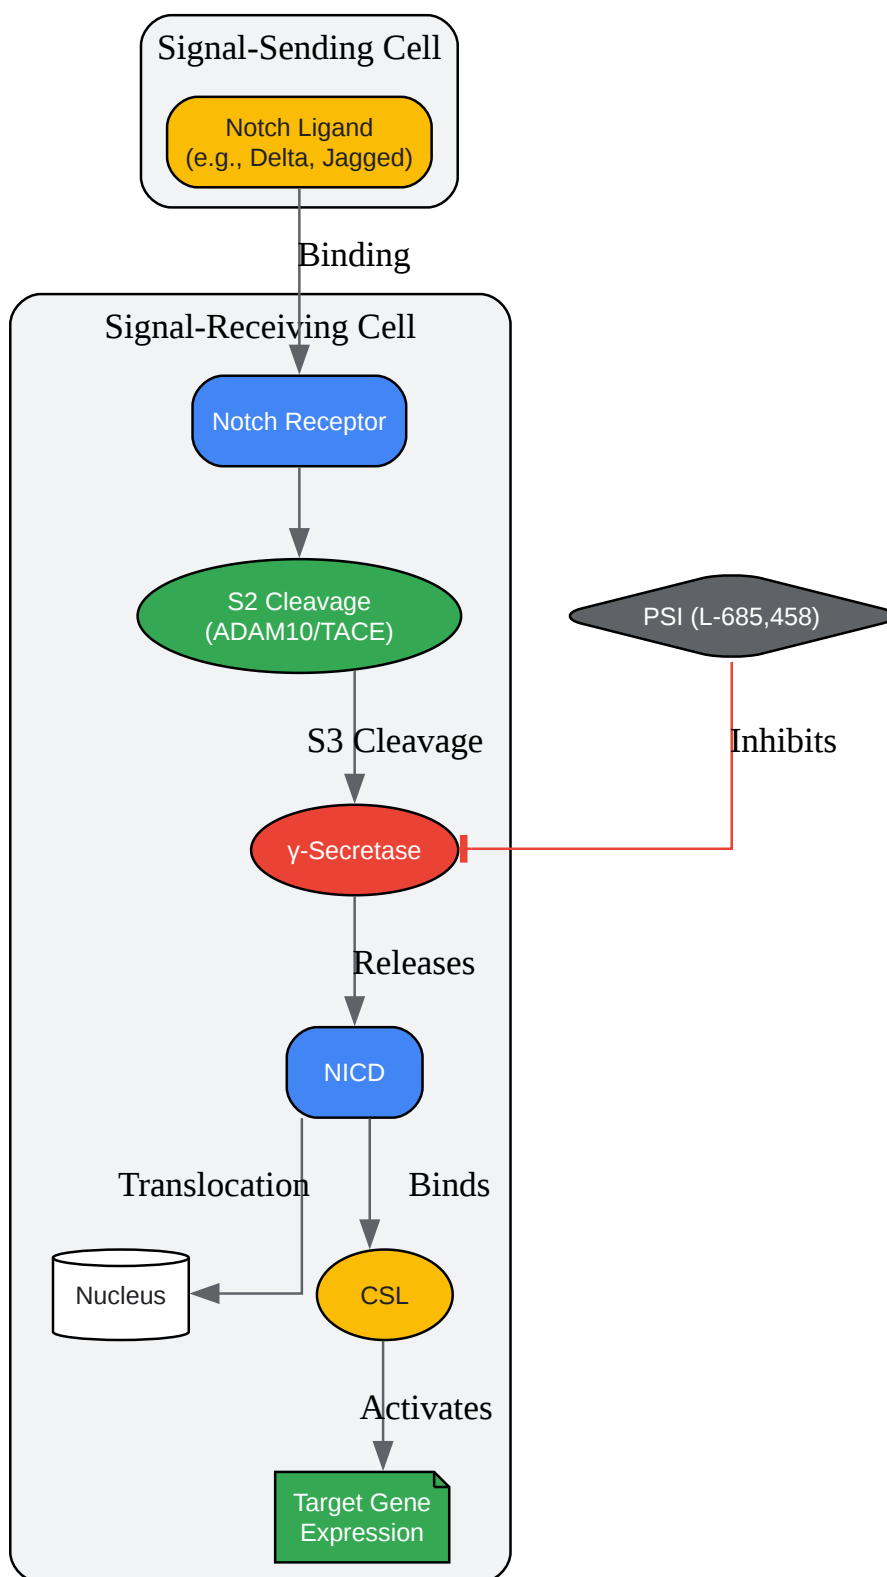 Signal-Sending Cell
Notch Ligand
(e.g., Delta, Jagged)
Binding
Signal-Receiving Cell
Notch Receptor
S2 Cleavage
(ADAM10/TACE)
PSI (L-685,458)
S3 Cleavage
Inhibits
γ-Secretase
Releases
NICD
Translocation
Binds
Nucleus
CSL
Activates
Target Gene
Expression